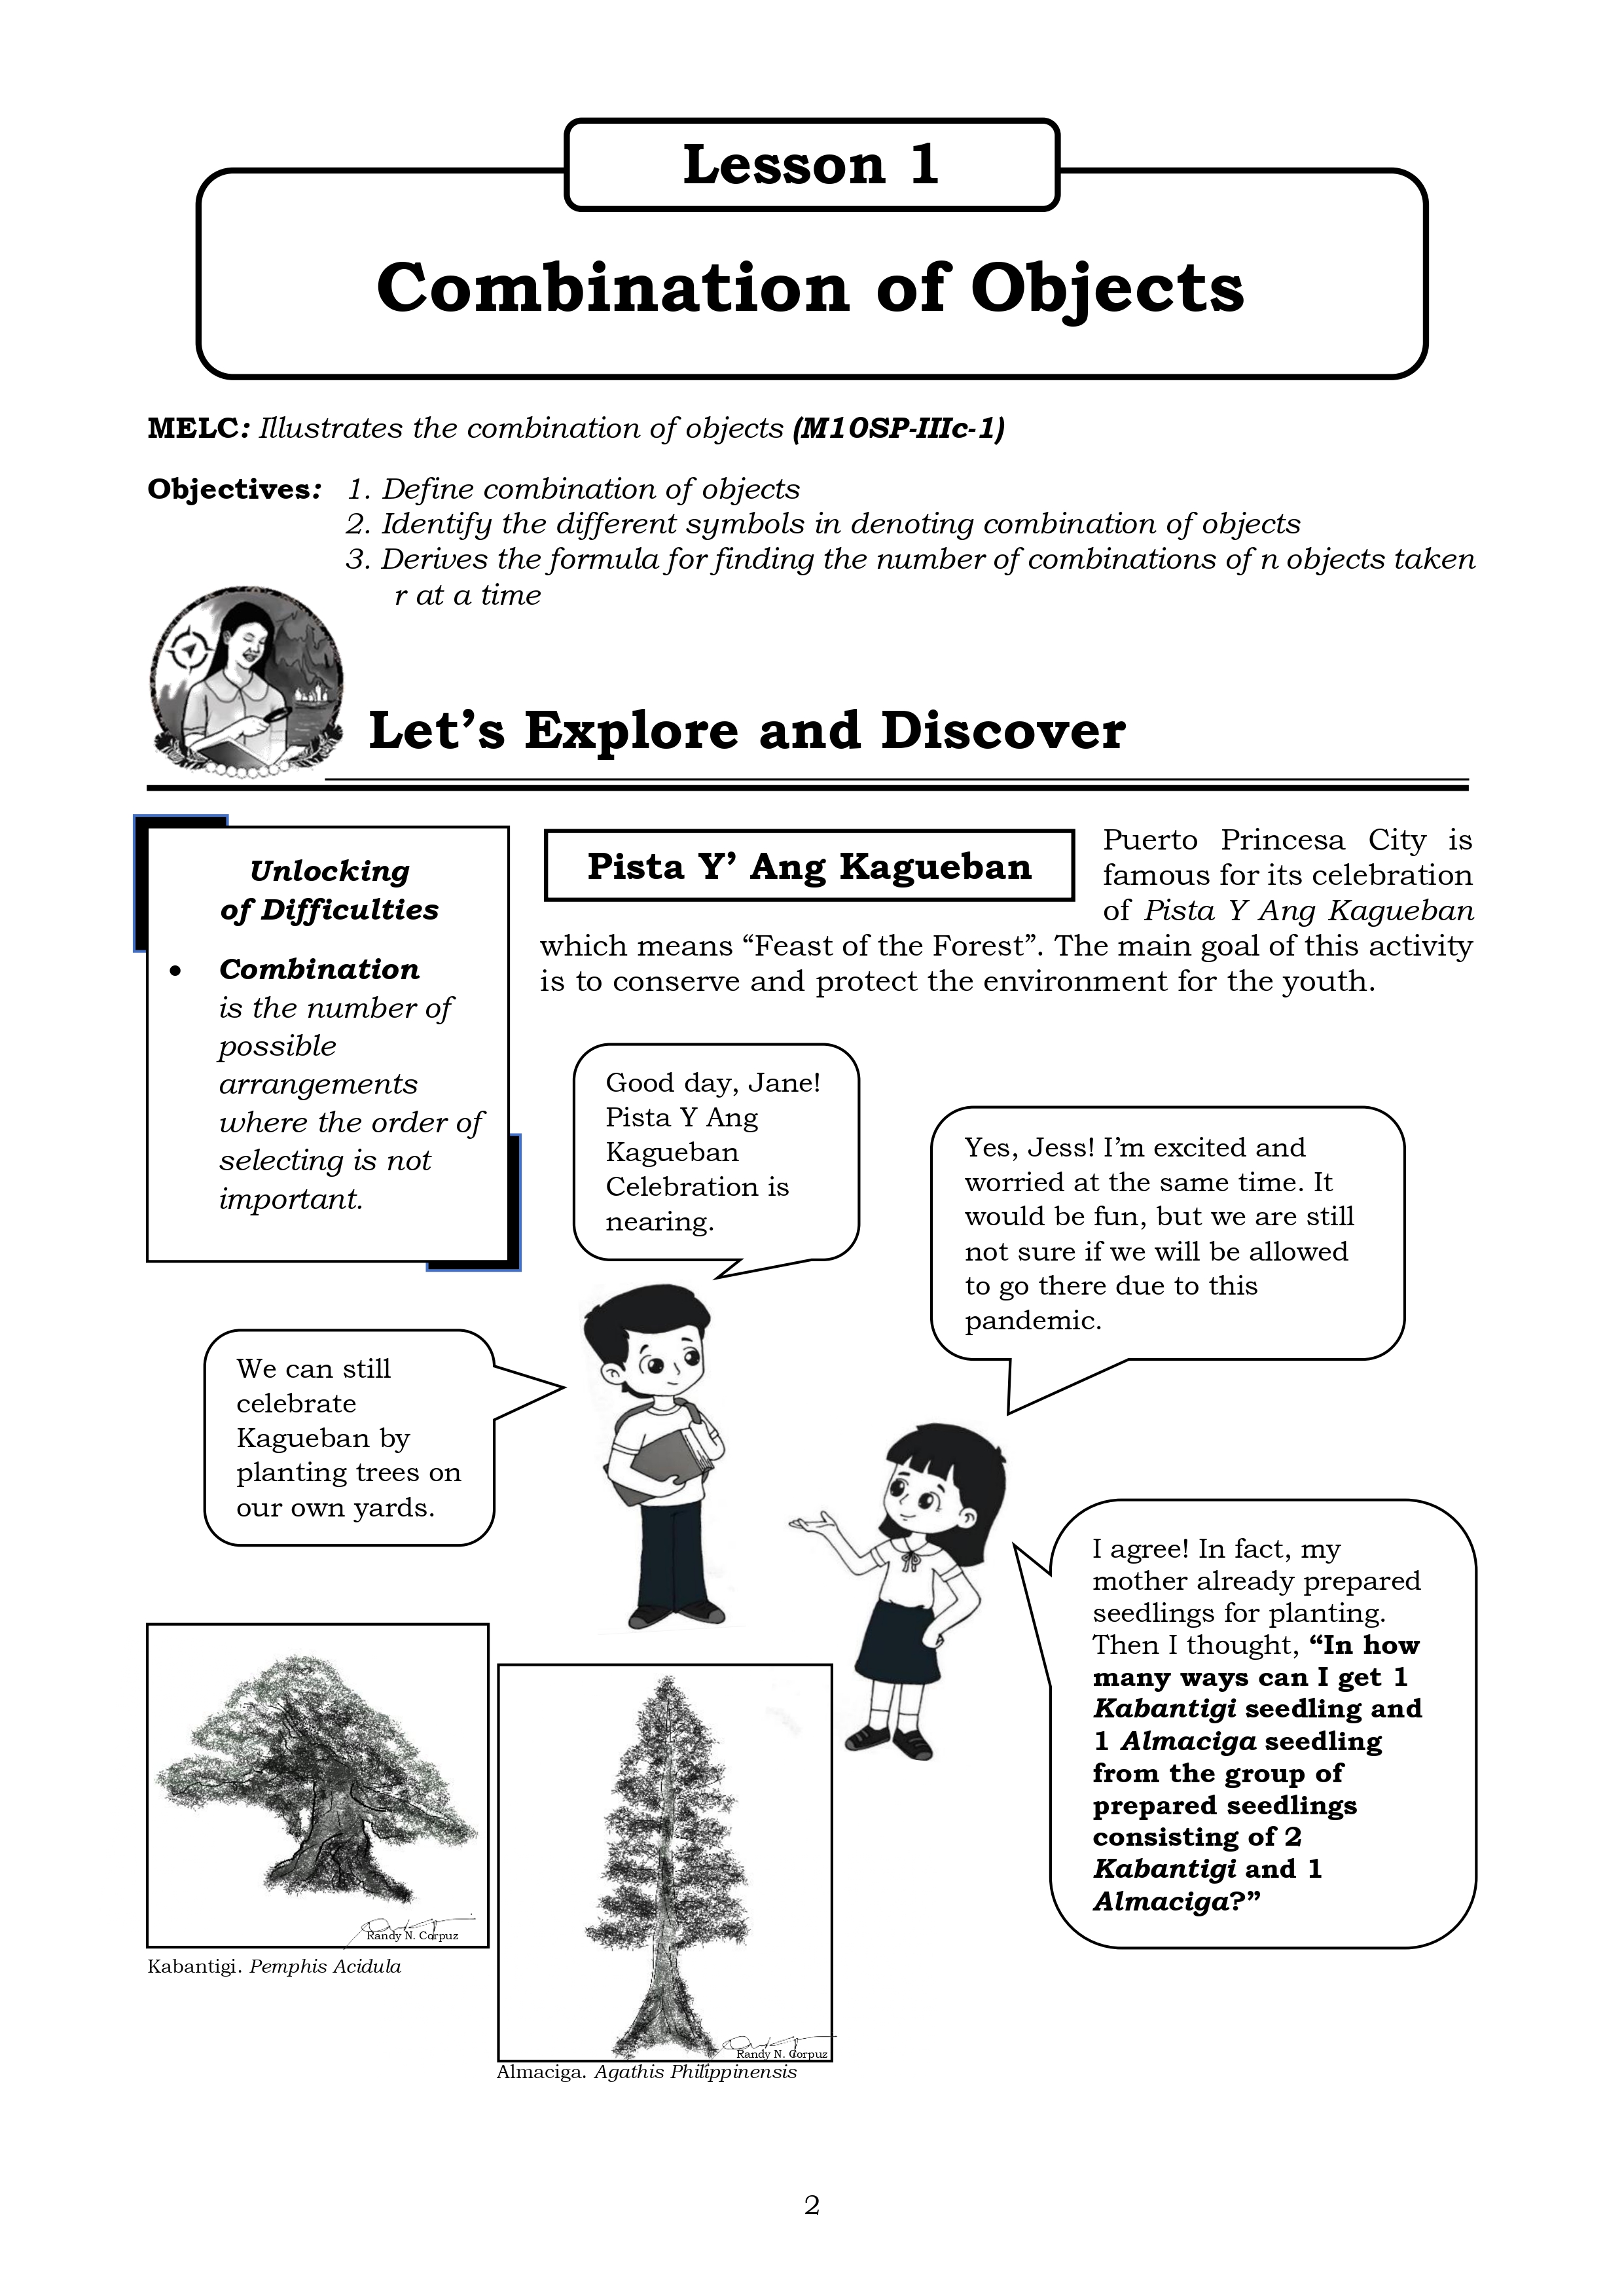 Lesson 1
Combination of Objects
MELC: Illustrates the combination of objects (M10SP-IIIc-1)
Objectives: 1. Define combination of objects
2. Identify the different symbols in denoting combination of objects
3. Derives the formula for finding the number of combinations of n objects taken
r at a time
Let’s Explore and Discover
Unlocking
of Difficulties
• Combination
is the number of
possible
arrangements
where the order of
selecting is not
important.
Pista Y’ Ang Kagueban
Puerto Princesa City is
famous for its celebration
of Pista Y Ang Kagueban
which means “Feast of the Forest”. The main goal of this activity
is to conserve and protect the environment for the youth.
Good day, Jane!
Pista Y Ang
Kagueban
Celebration is
nearing.
Yes, Jess! I’m excited and
worried at the same time. It
would be fun, but we are still
not sure if we will be allowed
to go there due to this
pandemic.
We can still
celebrate
Kagueban by
planting trees on
our own yards.
I agree! In fact, my
mother already prepared
seedlings for planting.
Then I thought, “In how
many ways can I get 1
Kabantigi seedling and
1 Almaciga seedling
from the group of
prepared seedlings
consisting of 2
Kabantigi and 1
Almaciga?”
Randy N. Corpuz
Kabantigi. Pemphis Acidula
Randy N. Corpuz
Almaciga. Agathis Philippinensis
2